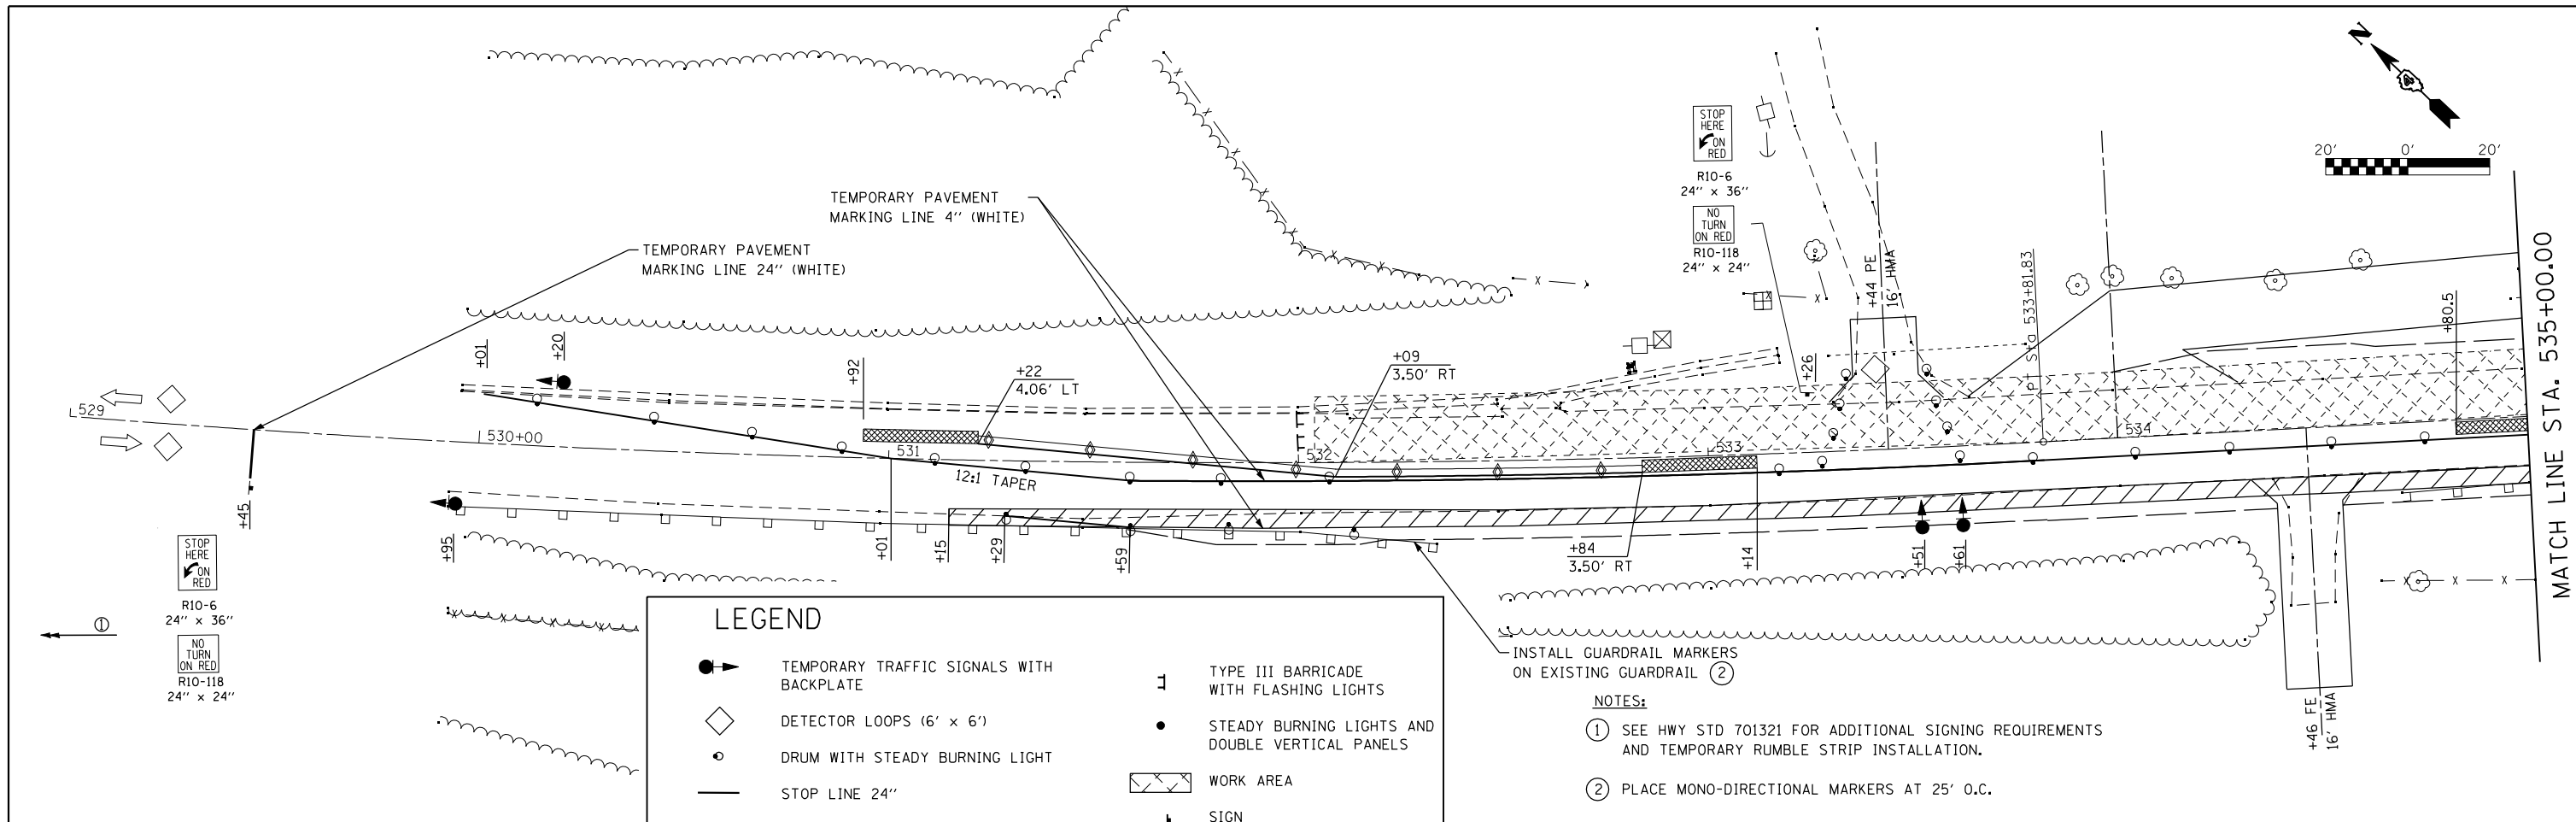 N
4
20' 0' 20'
STOP
HERE
ON
RED
R10-6
24" x 36"
NO
TURN
ON RED
R10-118
24" x 24"
TEMPORARY PAVEMENT
MARKING LINE 4" (WHITE)
TEMPORARY PAVEMENT
MARKING LINE 24" (WHITE)
+44 PE
16' HMA
P.T. Sta 533+81.83
+80.5
MATCH LINE STA. 535+00.00
+01
+20
+92
+22
4.06' LT
+09
3.50' RT
+26
529
530+00
531
532
533
534
12:1 TAPER
+45
+95
+01
+15
+29
+59
+84
3.50' RT
+14
+51
+61
STOP
HERE
ON
RED
R10-6
24" x 36"
NO
TURN
ON RED
R10-118
24" x 24"
1
+46 FE
16' HMA
INSTALL GUARDRAIL MARKERS
ON EXISTING GUARDRAIL 2
LEGEND
TEMPORARY TRAFFIC SIGNALS WITH
BACKPLATE
DETECTOR LOOPS (6' x 6')
DRUM WITH STEADY BURNING LIGHT
STOP LINE 24"
TYPE III BARRICADE
WITH FLASHING LIGHTS
STEADY BURNING LIGHTS AND
DOUBLE VERTICAL PANELS
WORK AREA
SIGN
NOTES:
1 SEE HWY STD 701321 FOR ADDITIONAL SIGNING REQUIREMENTS
AND TEMPORARY RUMBLE STRIP INSTALLATION.
2 PLACE MONO-DIRECTIONAL MARKERS AT 25' O.C.